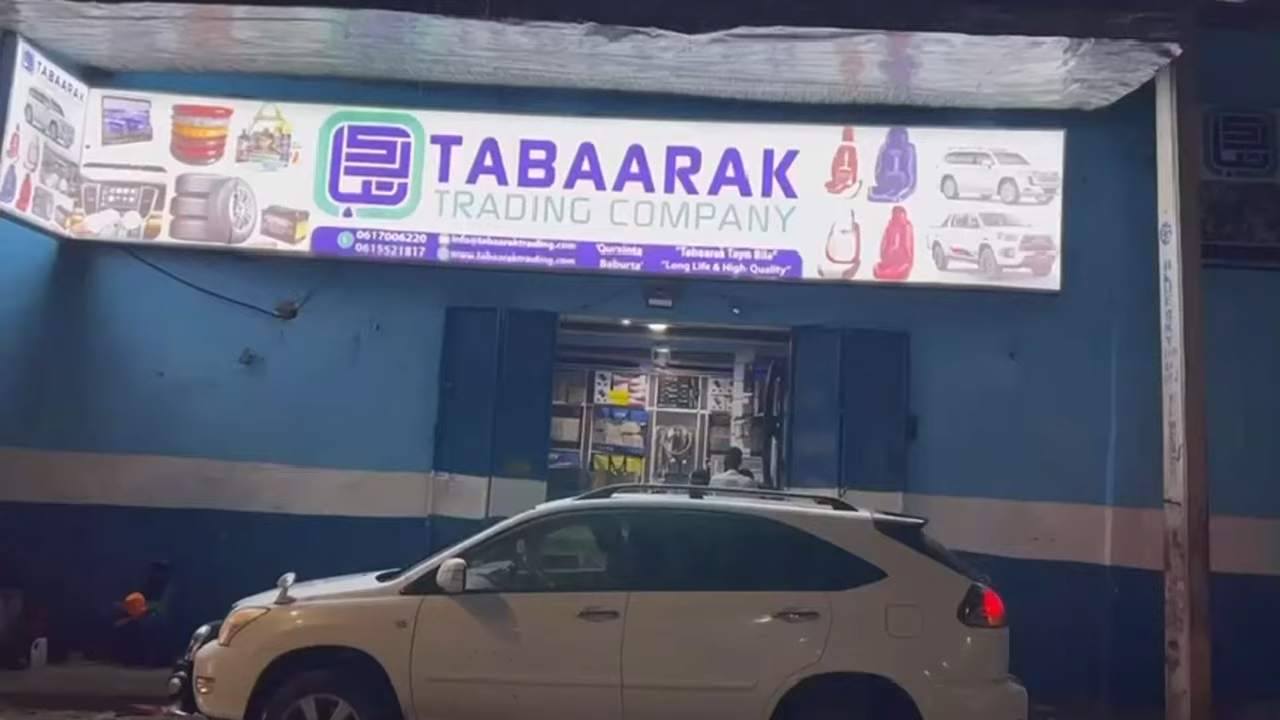 TABAARAK
TABAARAK
TRADING COMPANY
0617006220 info@tabaaraktrading.com 'Qurxinta "Tabaarak Tayo Bila"
0615521817 www.tabaaraktrading.com Baburta' "Long Life & High Quality"